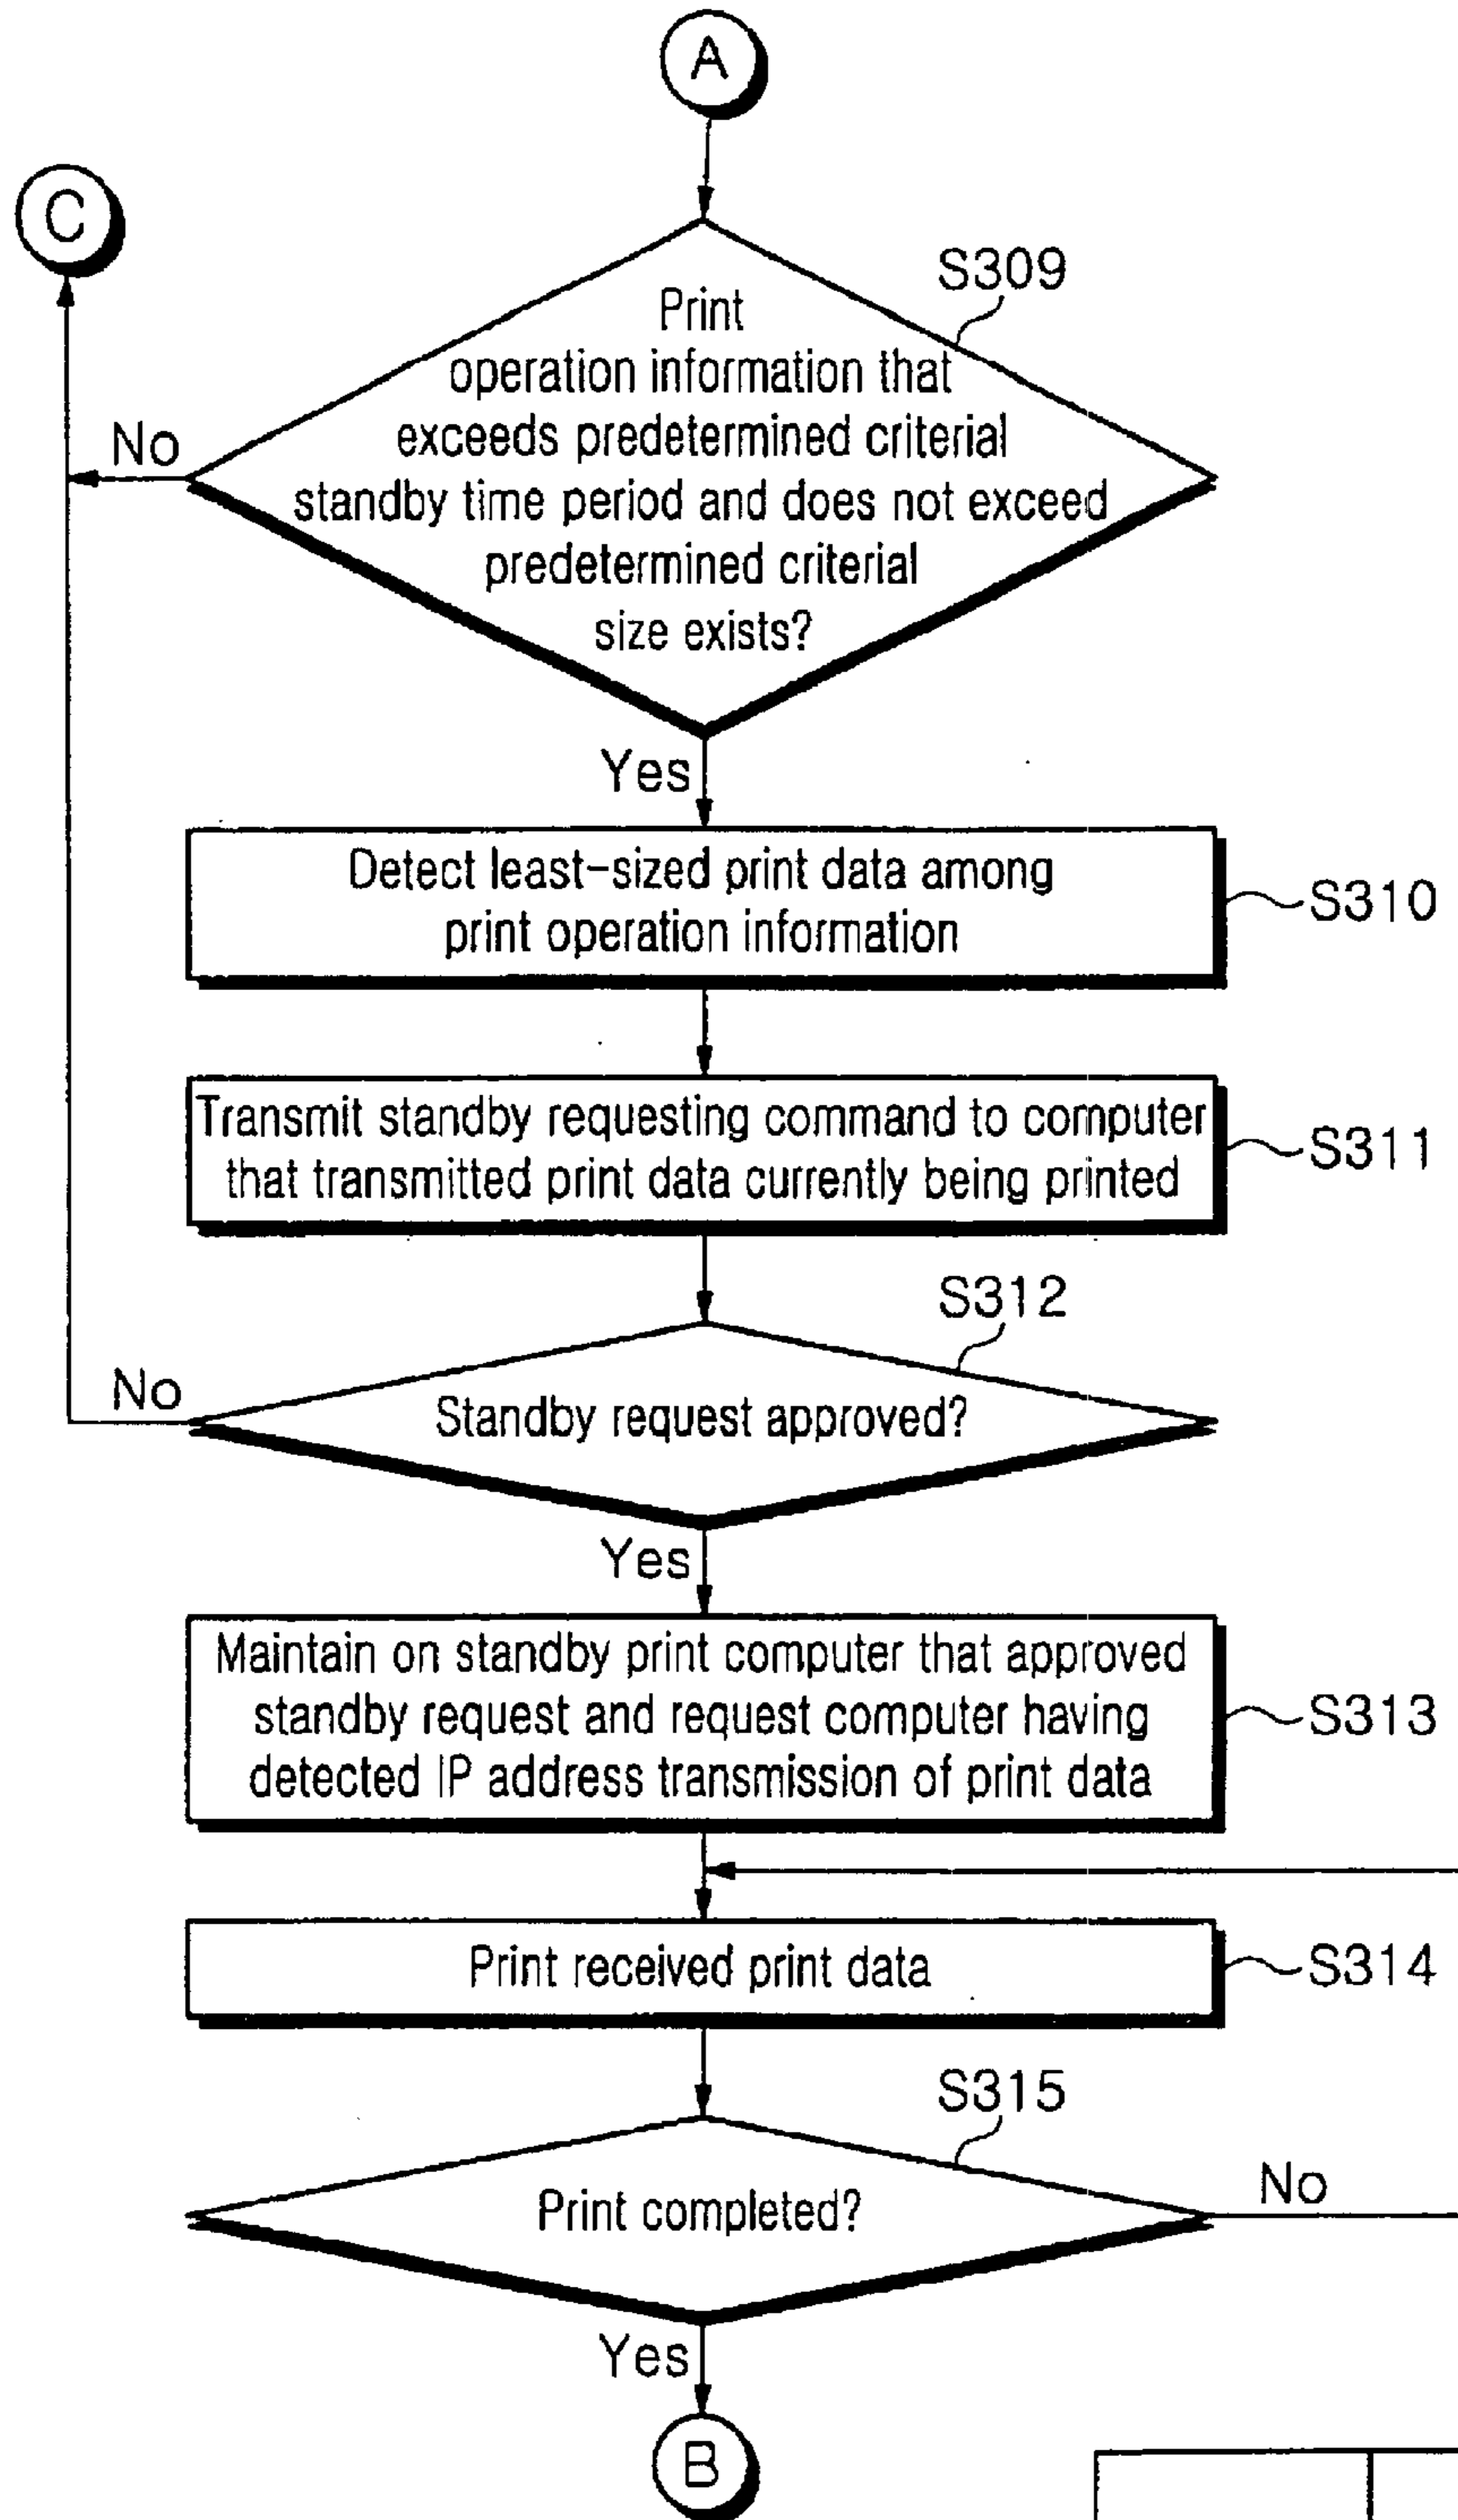 A
C
S309
Print
operation information that
exceeds predetermined criterial
No
standby time period and does not exceed
predetermined criterial
size exists?
Yes
Detect least-sized print data among
print operation information
S310
Transmit standby requesting command to computer
that transmitted print data currently being printed
S311
S312
No
Standby request approved?
Yes
Maintain on standby print computer that approved
standby request and request computer having
detected IP address transmission of print data
S313
Print received print data
S314
S315
No
Print completed?
Yes
B